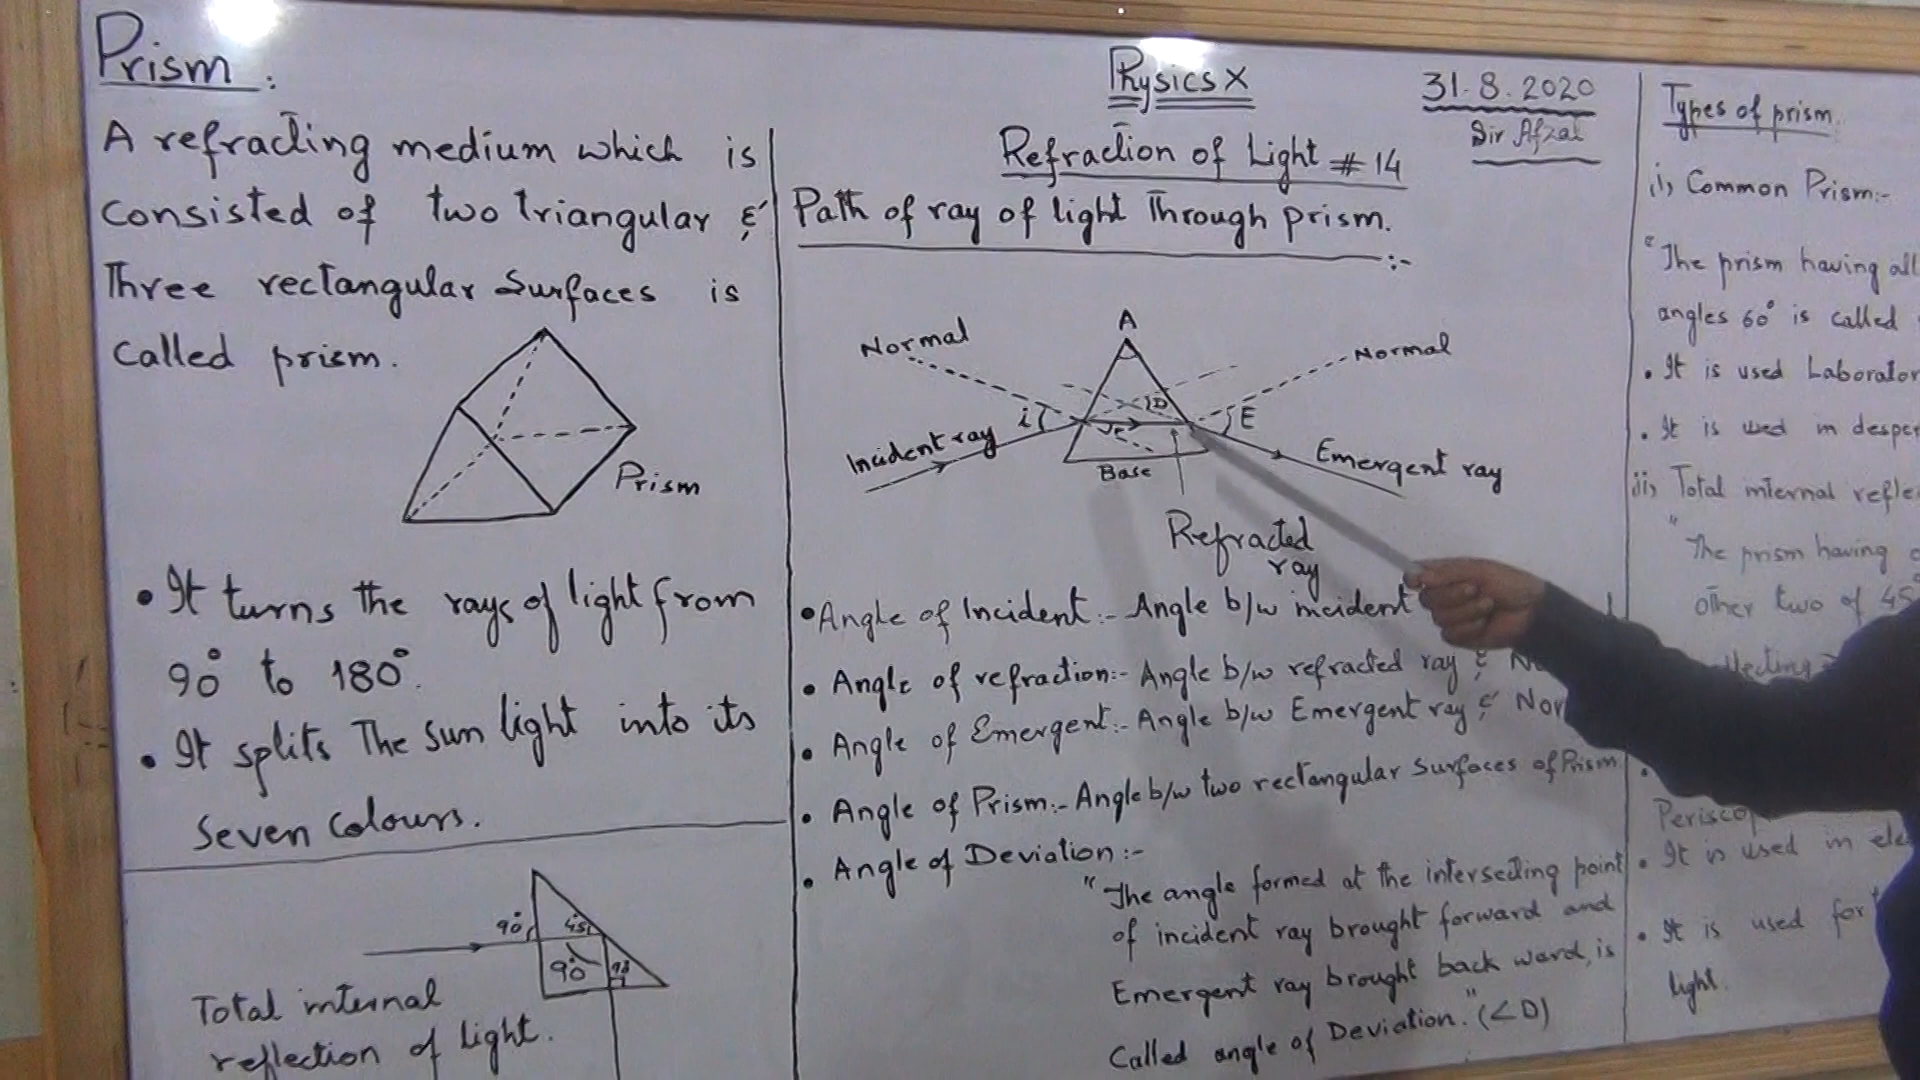 Prism :
A refracting medium which is
consisted of two triangular &
Three rectangular surfaces is
called prism.
Prism
• It turns the rays of light from
90° to 180°.
• It splits The sun light into its
seven colours.
90°
45
90°
90
Total internal
reflection of light.
Physics X
31.8.2020
Sir Afzal
Refraction of Light # 14
Path of ray of light Through prism.
:-
A
Normal
Normal
i
D
E
r
Incident ray
Base
Emergent ray
Refracted
ray
• Angle of Incident:- Angle b/w incident
• Angle of refraction:- Angle b/w refracted ray &
• Angle of Emergent:- Angle b/w Emergent ray & Nor
• Angle of Prism:- Angle b/w two rectangular surfaces of Prism
• Angle of Deviation:-
"The angle formed at the intersecting point
of incident ray brought forward and
Emergent ray brought back ward, is
Called angle of Deviation." (∠D)
Types of prism.
i, Common Prism:-
"The prism having all
angles 60° is called
• It is used Laborator
• It is used in desper
ii, Total internal refle
"The prism having
other two of 45°
flecting
Perisco
• It is used in ele
• It is used for
light.